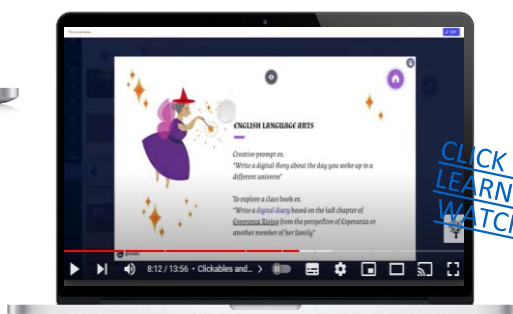 ENGLISH LANGUAGE ARTS
Creative prompt ex.
"Write a digital story about the day you woke up in a
different universe"
To explore a class book ex.
"Write a digital diary based on the last chapter of
Esperanza Rising from the perspective of Esperanza or
another member of her family"
8:12 / 13:56 • Clickables and...
CLICK
LEARN
WATCH